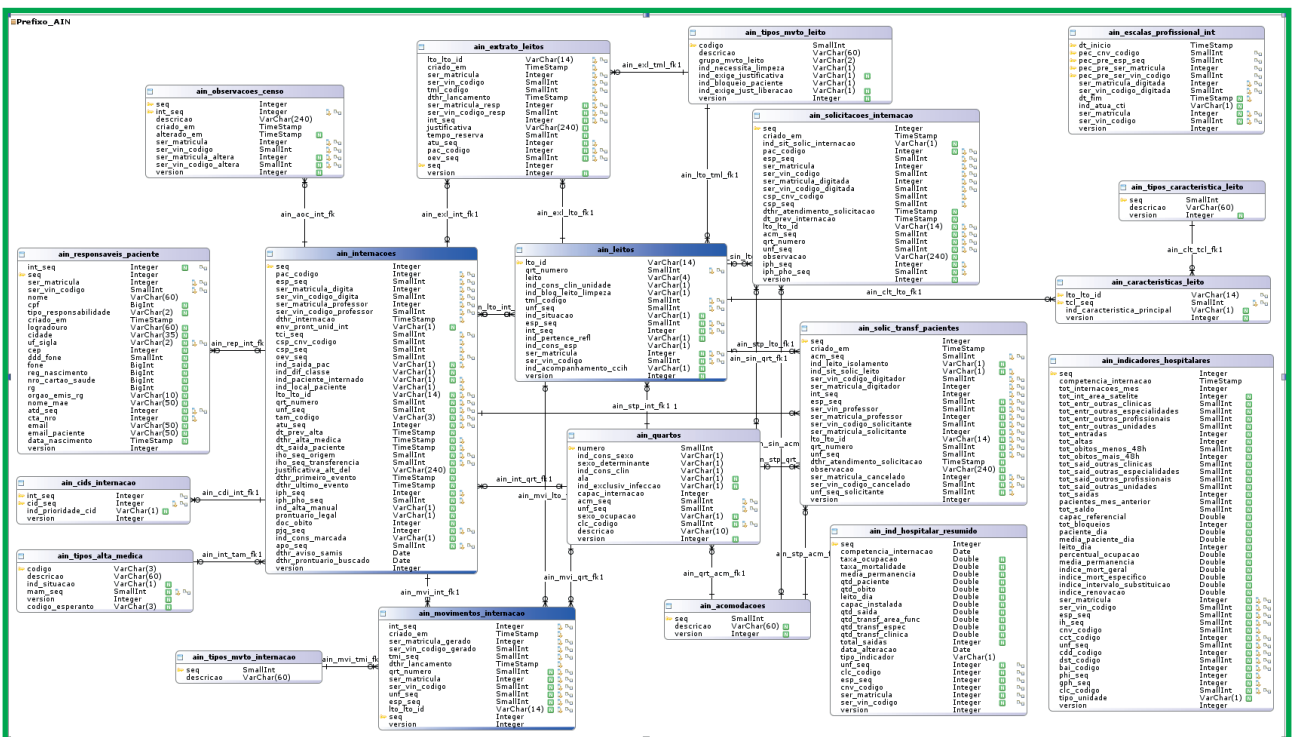 Prefixo_AIN
ain_extrato_leitos
lto_lto_id VarChar(14)
criado_em TimeStamp
ser_matricula Integer
ser_vin_codigo SmallInt
tml_codigo SmallInt
dthr_lancamento TimeStamp
ser_matricula_resp Integer
ser_vin_codigo_resp SmallInt
int_seq Integer
justificativa VarChar(240)
tempo_reserva SmallInt
atu_seq Integer
pac_codigo Integer
oev_seq SmallInt
seq Integer
version Integer
ain_exl_tml_fk1
ain_tipos_mvto_leito
codigo SmallInt
descricao VarChar(60)
grupo_mvto_leito VarChar(2)
ind_necessita_limpeza VarChar(1)
ind_exige_justificativa VarChar(1)
ind_bloqueio_paciente VarChar(1)
ind_exige_just_liberacao VarChar(1)
version Integer
ain_escalas_profissional_int
dt_inicio TimeStamp
pec_cnv_codigo SmallInt
pec_pre_esp_seq SmallInt
pec_pre_ser_matricula Integer
pec_pre_ser_vin_codigo SmallInt
ser_matricula_digitada Integer
ser_vin_codigo_digitada SmallInt
dt_fim TimeStamp
ind_atua_cti VarChar(1)
ser_matricula Integer
ser_vin_codigo SmallInt
version Integer
ain_observacoes_censo
seq Integer
int_seq Integer
descricao VarChar(240)
criado_em TimeStamp
alterado_em TimeStamp
ser_matricula Integer
ser_vin_codigo SmallInt
ser_matricula_altera Integer
ser_vin_codigo_altera SmallInt
version Integer
ain_solicitacoes_internacao
seq Integer
criado_em TimeStamp
ind_sit_solic_internacao VarChar(1)
pac_codigo Integer
esp_seq SmallInt
ser_matricula Integer
ser_vin_codigo SmallInt
ser_matricula_digitada Integer
ser_vin_codigo_digitada SmallInt
csp_cnv_codigo SmallInt
csp_seq SmallInt
dthr_atendimento_solicitacao TimeStamp
dt_prev_internacao TimeStamp
lto_lto_id VarChar(14)
acm_seq SmallInt
qrt_numero SmallInt
unf_seq SmallInt
observacao VarChar(240)
iph_seq Integer
iph_pho_seq SmallInt
version Integer
ain_lto_tml_fk1
ain_tipos_caracteristica_leito
seq SmallInt
descricao VarChar(60)
version Integer
ain_aoc_int_fk
ain_exl_int_fk1
ain_exl_lto_fk1
ain_clt_tcl_fk1
ain_responsaveis_paciente
int_seq Integer
seq Integer
ser_matricula Integer
ser_vin_codigo SmallInt
nome VarChar(60)
cpf BigInt
tipo_responsabilidade VarChar(2)
criado_em TimeStamp
logradouro VarChar(60)
cidade VarChar(35)
uf_sigla VarChar(2)
cep Integer
ddd_fone SmallInt
fone BigInt
reg_nascimento BigInt
nro_cartao_saude BigInt
rg BigInt
orgao_emis_rg VarChar(10)
nome_mae VarChar(50)
atd_seq Integer
cta_nro Integer
email VarChar(50)
email_paciente VarChar(50)
data_nascimento TimeStamp
version Integer
ain_rep_int_fk
ain_internacoes
seq Integer
pac_codigo Integer
esp_seq SmallInt
ser_matricula_digita Integer
ser_vin_codigo_digita SmallInt
ser_matricula_professor Integer
ser_vin_codigo_professor SmallInt
dthr_internacao TimeStamp
env_pront_unid_int VarChar(1)
tci_seq SmallInt
csp_cnv_codigo SmallInt
csp_seq SmallInt
oev_seq SmallInt
ind_saida_pac VarChar(1)
ind_dif_classe VarChar(1)
ind_paciente_internado VarChar(1)
ind_local_paciente VarChar(1)
lto_lto_id VarChar(14)
qrt_numero SmallInt
unf_seq SmallInt
tam_codigo VarChar(3)
atu_seq Integer
dt_prev_alta TimeStamp
dthr_alta_medica TimeStamp
dt_saida_paciente TimeStamp
iho_seq_origem SmallInt
iho_seq_transferencia SmallInt
justificativa_alt_del VarChar(240)
dthr_primeiro_evento TimeStamp
dthr_ultimo_evento TimeStamp
iph_seq Integer
iph_pho_seq SmallInt
ind_alta_manual VarChar(1)
prontuario_legal VarChar(1)
doc_obito Integer
pjq_seq Integer
ind_cons_marcada VarChar(1)
apo_seq SmallInt
dthr_aviso_samis Date
dthr_prontuario_buscado Date
version Integer
n_lto_int
ain_leitos
lto_id VarChar(14)
qrt_numero SmallInt
leito VarChar(4)
ind_cons_clin_unidade VarChar(1)
ind_bloq_leito_limpeza VarChar(1)
tml_codigo SmallInt
unf_seq SmallInt
ind_situacao VarChar(1)
esp_seq SmallInt
int_seq Integer
ind_pertence_refl VarChar(1)
ind_cons_esp VarChar(1)
ser_matricula Integer
ser_vin_codigo SmallInt
ind_acompanhamento_ccih VarChar(1)
version Integer
_sin_lto
ain_clt_lto_fk1
ain_caracteristicas_leito
lto_lto_id VarChar(14)
tcl_seq SmallInt
ind_caracteristica_principal VarChar(1)
version Integer
ain_stp_lto_fk1
ain_sin_qrt_fk1
ain_solic_transf_pacientes
seq Integer
criado_em TimeStamp
acm_seq SmallInt
ind_leito_isolamento VarChar(1)
ind_sit_solic_leito VarChar(1)
ser_vin_codigo_digitador SmallInt
ser_matricula_digitador Integer
int_seq Integer
esp_seq SmallInt
ser_vin_professor SmallInt
ser_matricula_professor Integer
ser_vin_codigo_solicitante SmallInt
ser_matricula_solicitante Integer
lto_lto_id VarChar(14)
qrt_numero SmallInt
unf_seq SmallInt
dthr_atendimento_solicitacao TimeStamp
observacao VarChar(240)
ser_matricula_cancelado Integer
ser_vin_codigo_cancelado SmallInt
unf_seq_solicitante SmallInt
version Integer
ain_indicadores_hospitalares
seq Integer
competencia_internacao TimeStamp
tot_internacoes_mes Integer
tot_int_area_satelite Integer
tot_entr_outras_clinicas SmallInt
tot_entr_outras_especialidades SmallInt
tot_entr_outros_profissionais SmallInt
tot_entr_outras_unidades SmallInt
tot_entradas Integer
tot_altas Integer
tot_obitos_menos_48h SmallInt
tot_obitos_mais_48h SmallInt
tot_said_outras_clinicas SmallInt
tot_said_outras_especialidades SmallInt
tot_said_outros_profissionais SmallInt
tot_said_outras_unidades SmallInt
tot_saidas Integer
pacientes_mes_anterior SmallInt
tot_saldo SmallInt
capac_referencial Double
tot_bloqueios Integer
paciente_dia Double
media_paciente_dia Double
leito_dia Integer
percentual_ocupacao Double
media_permanencia Double
indice_mort_geral Double
indice_mort_especifico Double
indice_intervalo_substituicao Double
indice_renovacao Double
ser_matricula Integer
ser_vin_codigo SmallInt
esp_seq SmallInt
ih_seq SmallInt
cnv_codigo SmallInt
cct_codigo Integer
unf_seq SmallInt
cdd_codigo Integer
dst_codigo SmallInt
bai_codigo Integer
phi_seq Integer
gph_seq SmallInt
clc_codigo SmallInt
tipo_unidade VarChar(1)
version Integer
ain_stp_int_fk1
ain_quartos
numero SmallInt
ind_cons_sexo VarChar(1)
sexo_determinante VarChar(1)
ind_cons_clin VarChar(1)
ala VarChar(1)
ind_exclusiv_infeccao VarChar(1)
capac_internacao Integer
acm_seq SmallInt
unf_seq SmallInt
sexo_ocupacao VarChar(1)
clc_codigo SmallInt
descricao VarChar(10)
version Integer
_sin_acm
n_stp_qrt
ain_int_qrt_fk1
ain_mvi_lto_
ain_cids_internacao
int_seq Integer
cid_seq Integer
ind_prioridade_cid VarChar(1)
version Integer
ain_cdi_int_fk1
ain_tipos_alta_medica
codigo VarChar(3)
descricao VarChar(60)
ind_situacao VarChar(1)
mam_seq SmallInt
version Integer
codigo_esperanto VarChar(3)
ain_int_tam_fk1
ain_ind_hospitalar_resumido
seq Integer
competencia_internacao Date
taxa_ocupacao Double
taxa_mortalidade Double
media_permanencia Double
qtd_paciente Double
qtd_obito Double
leito_dia Double
capac_instalada Double
qtd_saida Double
qtd_transf_area_func Double
qtd_transf_espec Double
qtd_transf_clinica Double
total_saidas Integer
data_alteracao Date
tipo_indicador VarChar(1)
unf_seq Integer
clc_codigo Integer
esp_seq Integer
cnv_codigo Integer
ser_matricula Integer
ser_vin_codigo Integer
version Integer
ain_stp_acm_f
ain_qrt_acm_fk1
ain_mvi_qrt_fk1
ain_mvi_int_fk1
ain_acomodacoes
seq SmallInt
descricao VarChar(60)
version Integer
ain_movimentos_internacao
int_seq Integer
criado_em TimeStamp
ser_matricula_gerado Integer
ser_vin_codigo_gerado SmallInt
tmi_seq SmallInt
dthr_lancamento TimeStamp
qrt_numero SmallInt
ser_matricula Integer
ser_vin_codigo SmallInt
unf_seq SmallInt
esp_seq SmallInt
lto_lto_id VarChar(14)
seq Integer
version Integer
ain_tipos_mvto_internacao
seq SmallInt
descricao VarChar(60)
ain_mvi_tmi_fk